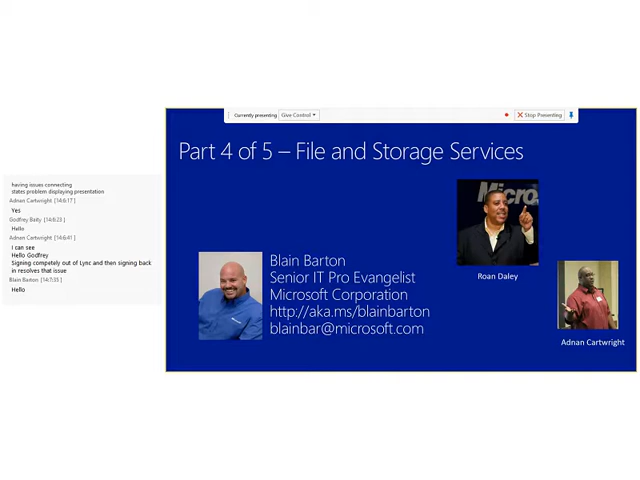 having issues connecting
states problem displaying presentation
Adnan Cartwright [14:6:17]
Yes
Godfrey Baity [14:6:23]
Hello
Adnan Cartwright [14:6:41]
I can see
Hello Godfrey
Signing competely out of Lync and then signing back
in resolves that issue
Blain Barton [14:7:35]
Hello
Currently presenting
Give Control
Stop Presenting
Part 4 of 5 – File and Storage Services
Micro
Blain Barton
Senior IT Pro Evangelist
Microsoft Corporation
http://aka.ms/blainbarton
blainbar@microsoft.com
Roan Daley
Adnan Cartwright